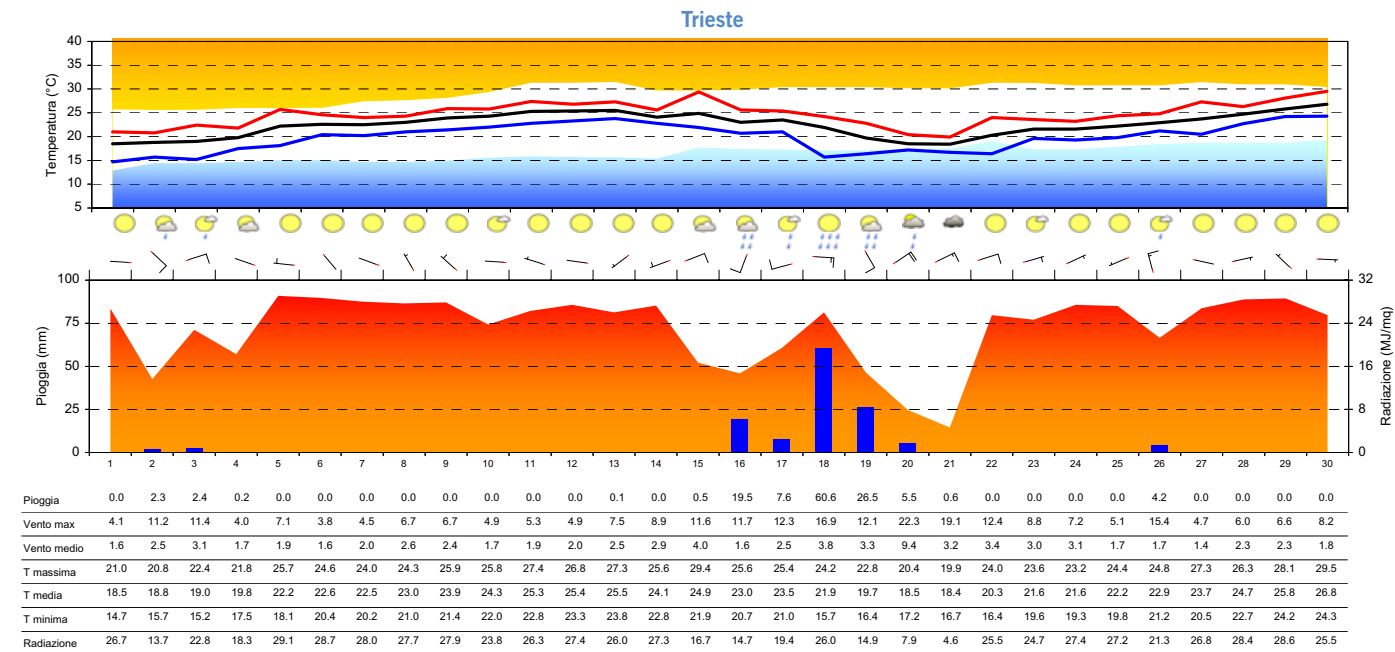 Trieste
Temperatura (°C)
40
35
30
25
20
15
10
5
Pioggia (mm)
100
75
50
25
0
Radiazione (MJ/mq)
32
24
16
8
0
1 2 3 4 5 6 7 8 9 10 11 12 13 14 15 16 17 18 19 20 21 22 23 24 25 26 27 28 29 30
Pioggia 0.0 2.3 2.4 0.2 0.0 0.0 0.0 0.0 0.0 0.0 0.0 0.0 0.1 0.0 0.5 19.5 7.6 60.6 26.5 5.5 0.6 0.0 0.0 0.0 0.0 4.2 0.0 0.0 0.0 0.0
Vento max 4.1 11.2 11.4 4.0 7.1 3.8 4.5 6.7 6.7 4.9 5.3 4.9 7.5 8.9 11.6 11.7 12.3 16.9 12.1 22.3 19.1 12.4 8.8 7.2 5.1 15.4 4.7 6.0 6.6 8.2
Vento medio 1.6 2.5 3.1 1.7 1.9 1.6 2.0 2.6 2.4 1.7 1.9 2.0 2.5 2.9 4.0 1.6 2.5 3.8 3.3 9.4 3.2 3.4 3.0 3.1 1.7 1.7 1.4 2.3 2.3 1.8
T massima 21.0 20.8 22.4 21.8 25.7 24.6 24.0 24.3 25.9 25.8 27.4 26.8 27.3 25.6 29.4 25.6 25.4 24.2 22.8 20.4 19.9 24.0 23.6 23.2 24.4 24.8 27.3 26.3 28.1 29.5
T media 18.5 18.8 19.0 19.8 22.2 22.6 22.5 23.0 23.9 24.3 25.3 25.4 25.5 24.1 24.9 23.0 23.5 21.9 19.7 18.5 18.4 20.3 21.6 21.6 22.2 22.9 23.7 24.7 25.8 26.8
T minima 14.7 15.7 15.2 17.5 18.1 20.4 20.2 21.0 21.4 22.0 22.8 23.3 23.8 22.8 21.9 20.7 21.0 15.7 16.4 17.2 16.7 16.4 19.6 19.3 19.8 21.2 20.5 22.7 24.2 24.3
Radiazione 26.7 13.7 22.8 18.3 29.1 28.7 28.0 27.7 27.9 23.8 26.3 27.4 26.0 27.3 16.7 14.7 19.4 26.0 14.9 7.9 4.6 25.5 24.7 27.4 27.2 21.3 26.8 28.4 28.6 25.5